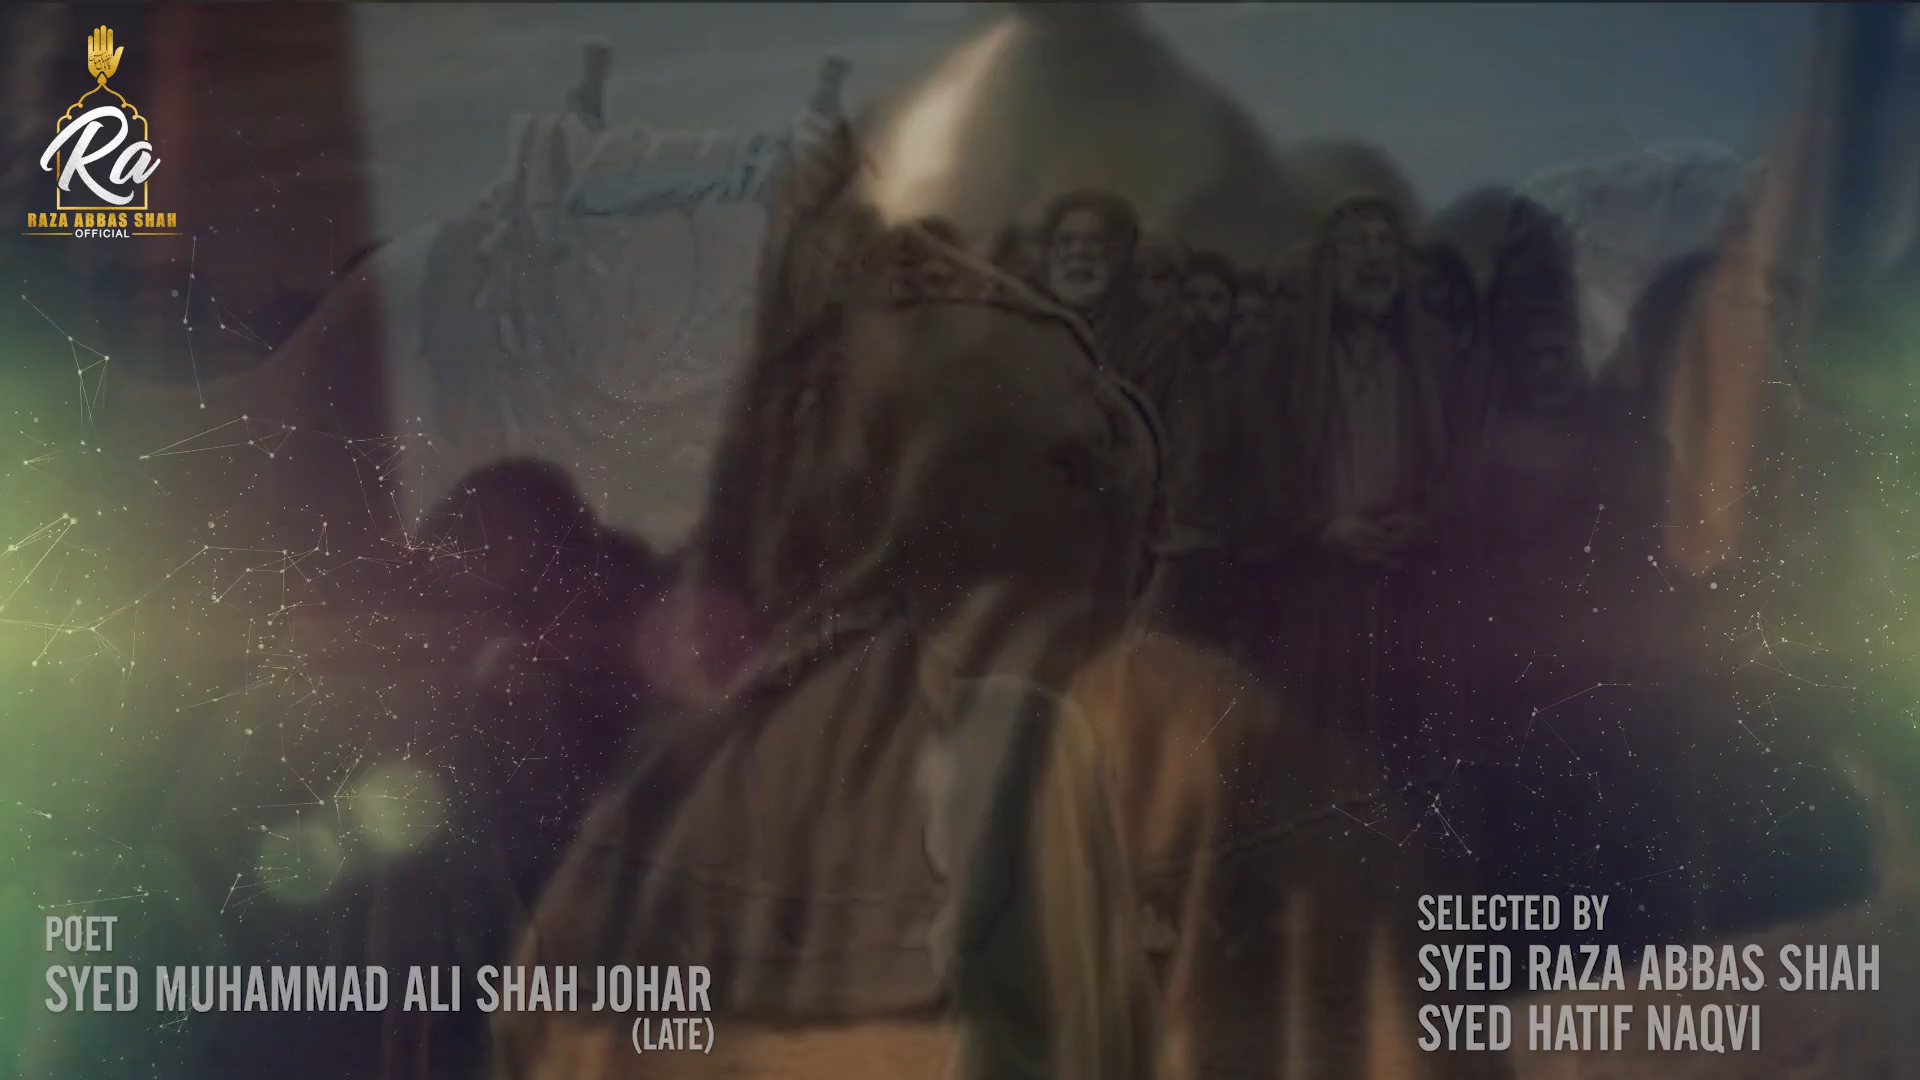 Ra
RAZA ABBAS SHAH
OFFICIAL
POET
SYED MUHAMMAD ALI SHAH JOHAR
(LATE)
SELECTED BY
SYED RAZA ABBAS SHAH
SYED HATIF NAQVI